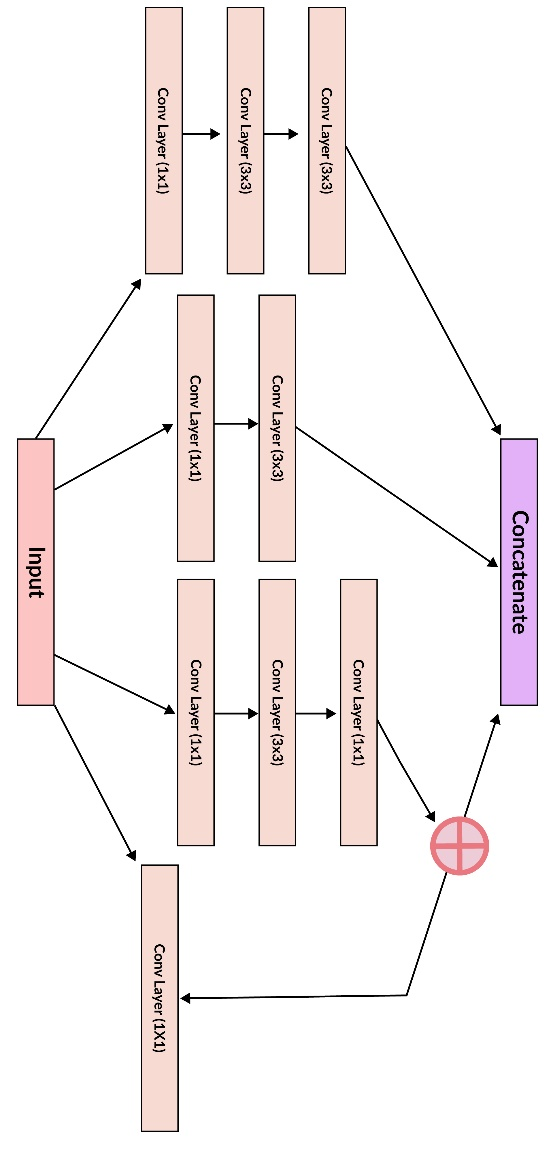 Conv Layer (1x1)
Conv Layer (3x3)
Conv Layer (3x3)
Conv Layer (1x1)
Conv Layer (3x3)
Input
Concatenate
Conv Layer (1x1)
Conv Layer (3x3)
Conv Layer (1x1)
Conv Layer (1X1)